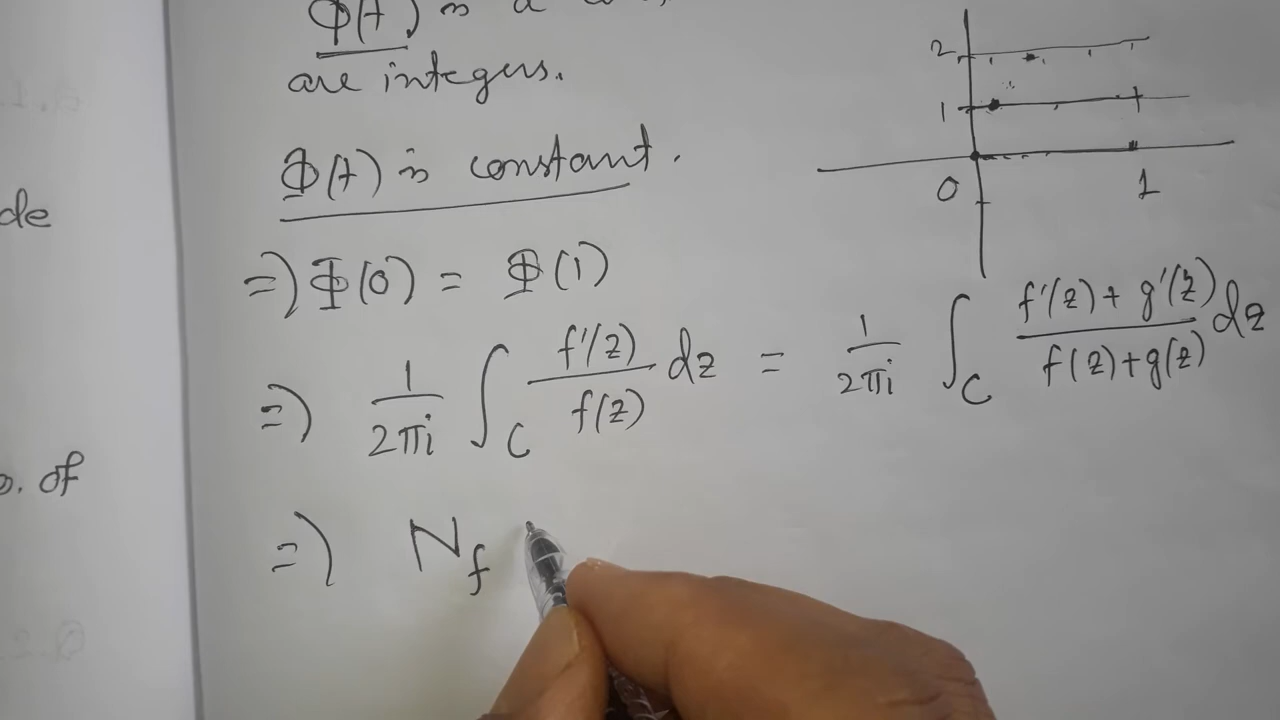 Φ(t) is a
are integers.
Φ(t) is constant.
=) Φ(0) = Φ(1)
=) 1/2πi ∫_C f'(z)/f(z) dz = 1/2πi ∫_C f'(z) + g'(z)/f(z)+g(z) dz
=) N_f
2
1
0 1
de
of